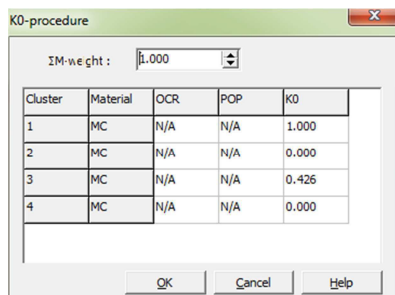 K0-procedure
x
ΣM-weight :
1.000
Cluster Material OCR POP K0
1 MC N/A N/A 1.000
2 MC N/A N/A 0.000
3 MC N/A N/A 0.426
4 MC N/A N/A 0.000
OK Cancel Help